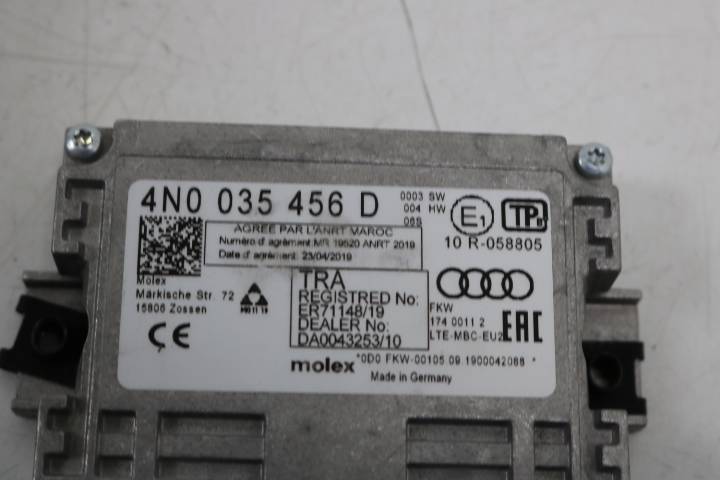 4N0 035 456 D
0003 SW
004 HW
06S
E1
TP
10 R-058805
AGREE PAR L'ANRT MAROC
Numéro d' agrément: MR 19520 ANRT 2019
Date d' agrément: 23/04/2019
Molex
Märkische Str. 72
15806 Zossen
TRA
REGISTRED No:
ER71148/19
DEALER No:
DA0043253/10
FKW
174 0011 2
LTE-MBC-EU2
EAC
CE
molex
*0D0 FKW-00105.09.1900042088 *
Made in Germany